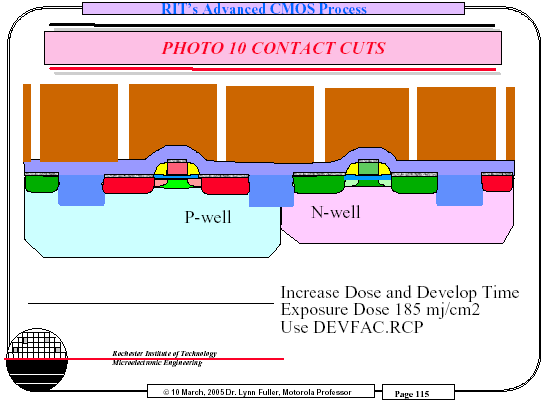 RIT's Advanced CMOS Process
PHOTO 10 CONTACT CUTS
P-well
N-well
Increase Dose and Develop Time
Exposure Dose 185 mj/cm2
Use DEVFAC.RCP
Rochester Institute of Technology
Microelectronic Engineering
© 10 March, 2005 Dr. Lynn Fuller, Motorola Professor
Page 115